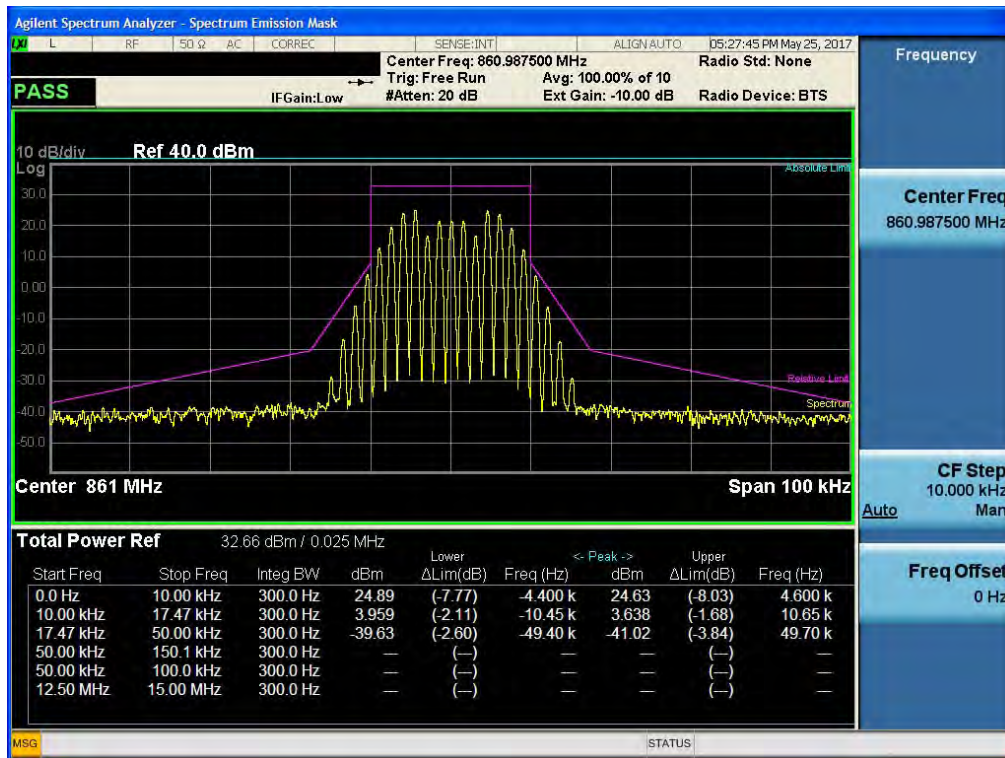 Agilent Spectrum Analyzer - Spectrum Emission Mask
LXI L RF 50 Ω AC CORREC SENSE:INT ALIGN AUTO 05:27:45 PM May 25, 2017
Center Freq: 860.987500 MHz Radio Std: None
Trig: Free Run Avg: 100.00% of 10
PASS IFGain:Low #Atten: 20 dB Ext Gain: -10.00 dB Radio Device: BTS
10 dB/div Ref 40.0 dBm
Log
Absolute Limit
30.0
20.0
10.0
0.00
-10.0
-20.0
-30.0
Relative Limit
Spectrum
-40.0
-50.0
Center 861 MHz Span 100 kHz
Total Power Ref 32.66 dBm / 0.025 MHz
Lower <- Peak -> Upper
Start Freq Stop Freq Integ BW dBm ΔLim(dB) Freq (Hz) dBm ΔLim(dB) Freq (Hz)
0.0 Hz 10.00 kHz 300.0 Hz 24.89 (-7.77) -4.400 k 24.63 (-8.03) 4.600 k
10.00 kHz 17.47 kHz 300.0 Hz 3.959 (-2.11) -10.45 k 3.638 (-1.68) 10.65 k
17.47 kHz 50.00 kHz 300.0 Hz -39.63 (-2.60) -49.40 k -41.02 (-3.84) 49.70 k
50.00 kHz 150.1 kHz 300.0 Hz — (—) — — (—) —
50.00 kHz 100.0 kHz 300.0 Hz — (—) — — (—) —
12.50 MHz 15.00 MHz 300.0 Hz — (—) — — (—) —
MSG STATUS
Frequency
Center Freq
860.987500 MHz
CF Step
10.000 kHz
Auto Man
Freq Offset
0 Hz